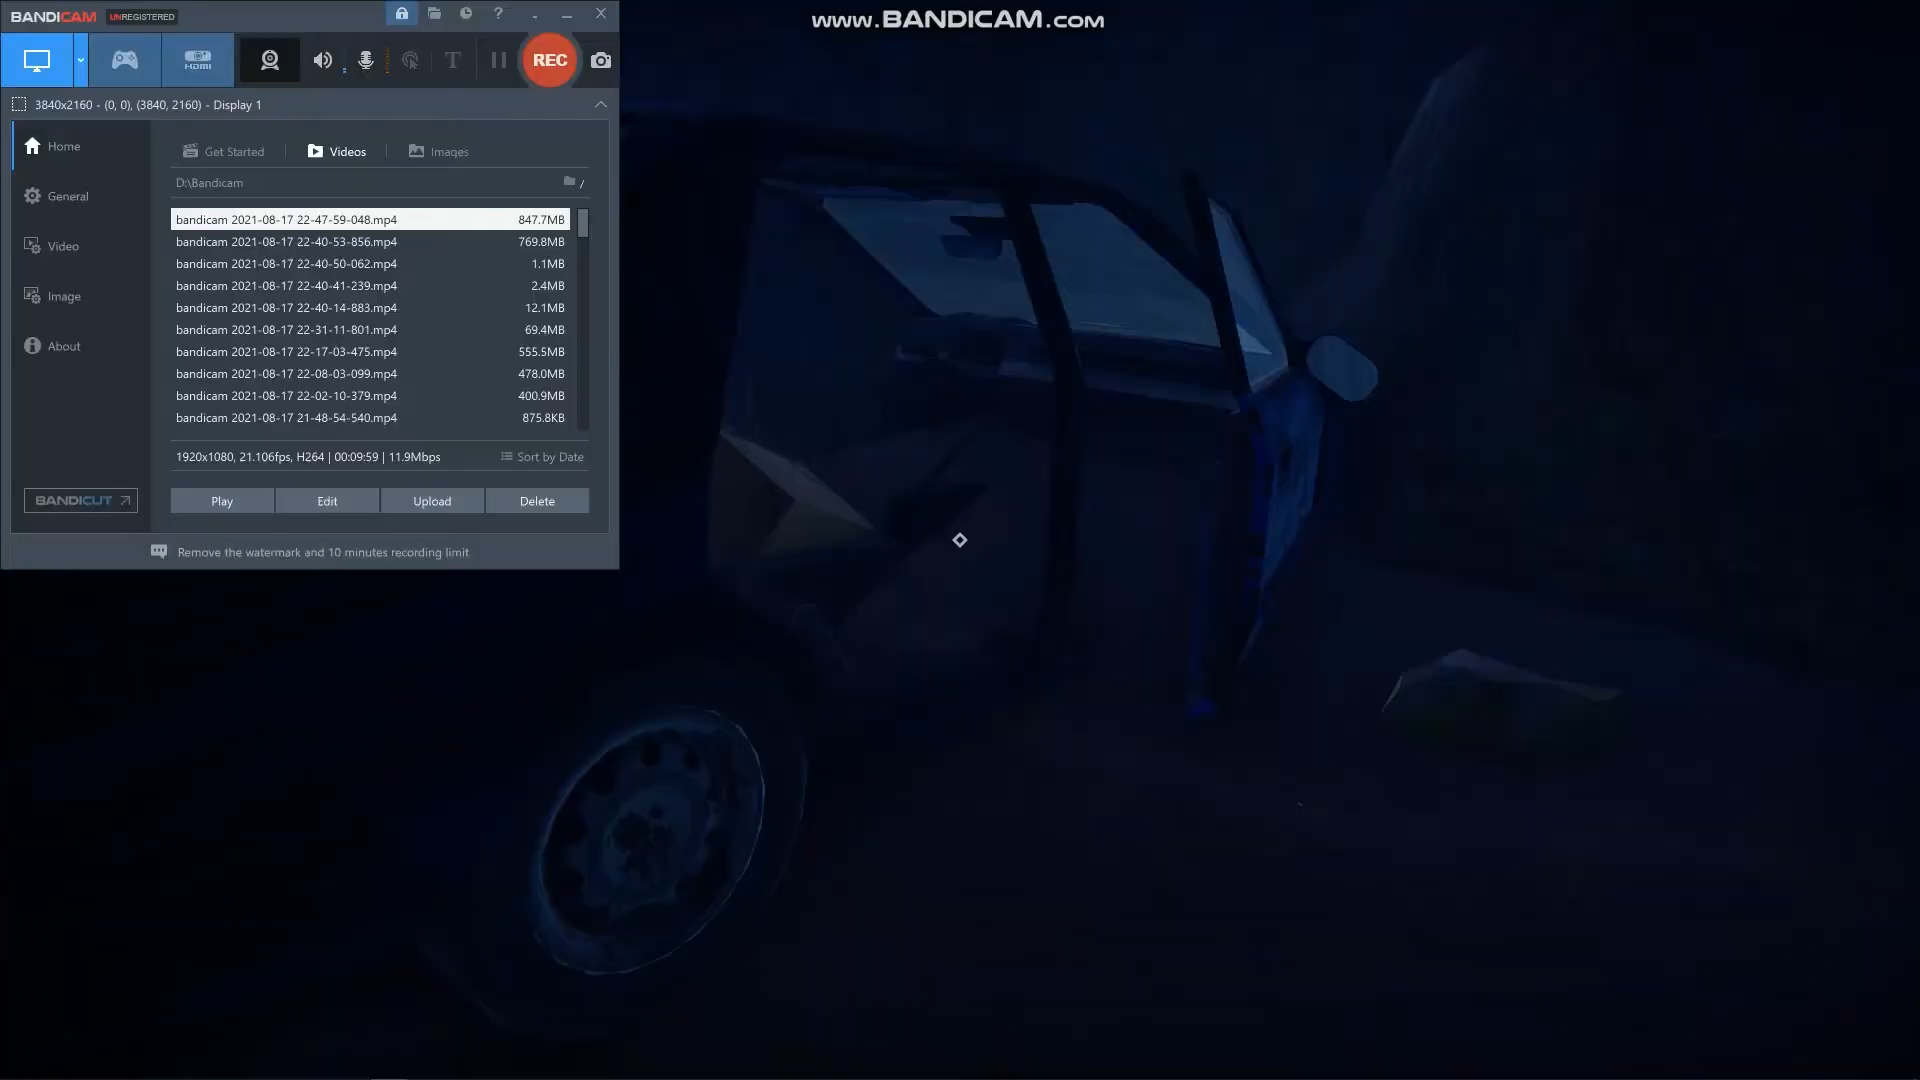 BANDICAM UNREGISTERED
www.BANDICAM.com
HDMI
REC
3840x2160 - (0, 0), (3840, 2160) - Display 1
Home
General
Video
Image
About
BANDICUT
Get Started
Videos
Images
D:\Bandicam
/
bandicam 2021-08-17 22-47-59-048.mp4 847.7MB
bandicam 2021-08-17 22-40-53-856.mp4 769.8MB
bandicam 2021-08-17 22-40-50-062.mp4 1.1MB
bandicam 2021-08-17 22-40-41-239.mp4 2.4MB
bandicam 2021-08-17 22-40-14-883.mp4 12.1MB
bandicam 2021-08-17 22-31-11-801.mp4 69.4MB
bandicam 2021-08-17 22-17-03-475.mp4 555.5MB
bandicam 2021-08-17 22-08-03-099.mp4 478.0MB
bandicam 2021-08-17 22-02-10-379.mp4 400.9MB
bandicam 2021-08-17 21-48-54-540.mp4 875.8KB
1920x1080, 21.106fps, H264 | 00:09:59 | 11.9Mbps
Sort by Date
Play
Edit
Upload
Delete
Remove the watermark and 10 minutes recording limit